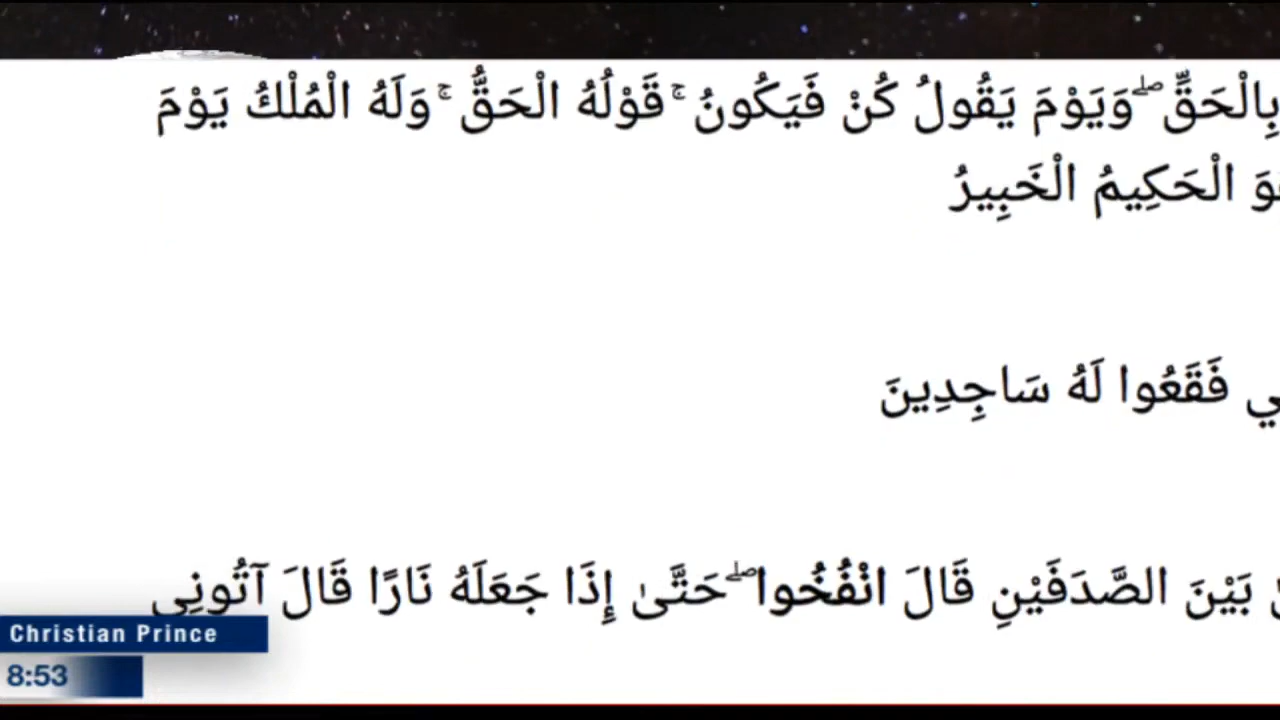 بِالْحَقِّ ۖ وَيَوْمَ يَقُولُ كُنْ فَيَكُونُ ۚ قَوْلُهُ الْحَقُّ ۚ وَلَهُ الْمُلْكُ يَوْمَ
الْحَكِيمُ الْخَبِيرُ
فَقَعُوا لَهُ سَاجِدِينَ
بَيْنَ الصَّدَفَيْنِ قَالَ انْفُخُوا ۖ حَتَّىٰ إِذَا جَعَلَهُ نَارًا قَالَ آتُونِي
Christian Prince
8:53